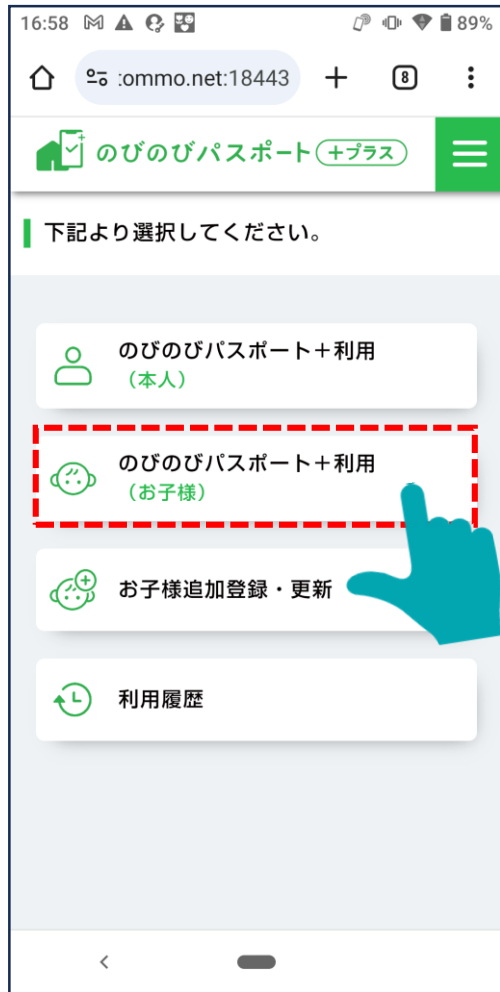 16:58 89%
:ommo.net:18443 8
のびのびパスポート +プラス
下記より選択してください。
のびのびパスポート＋利用
（本人）
のびのびパスポート＋利用
（お子様）
お子様追加登録・更新
利用履歴